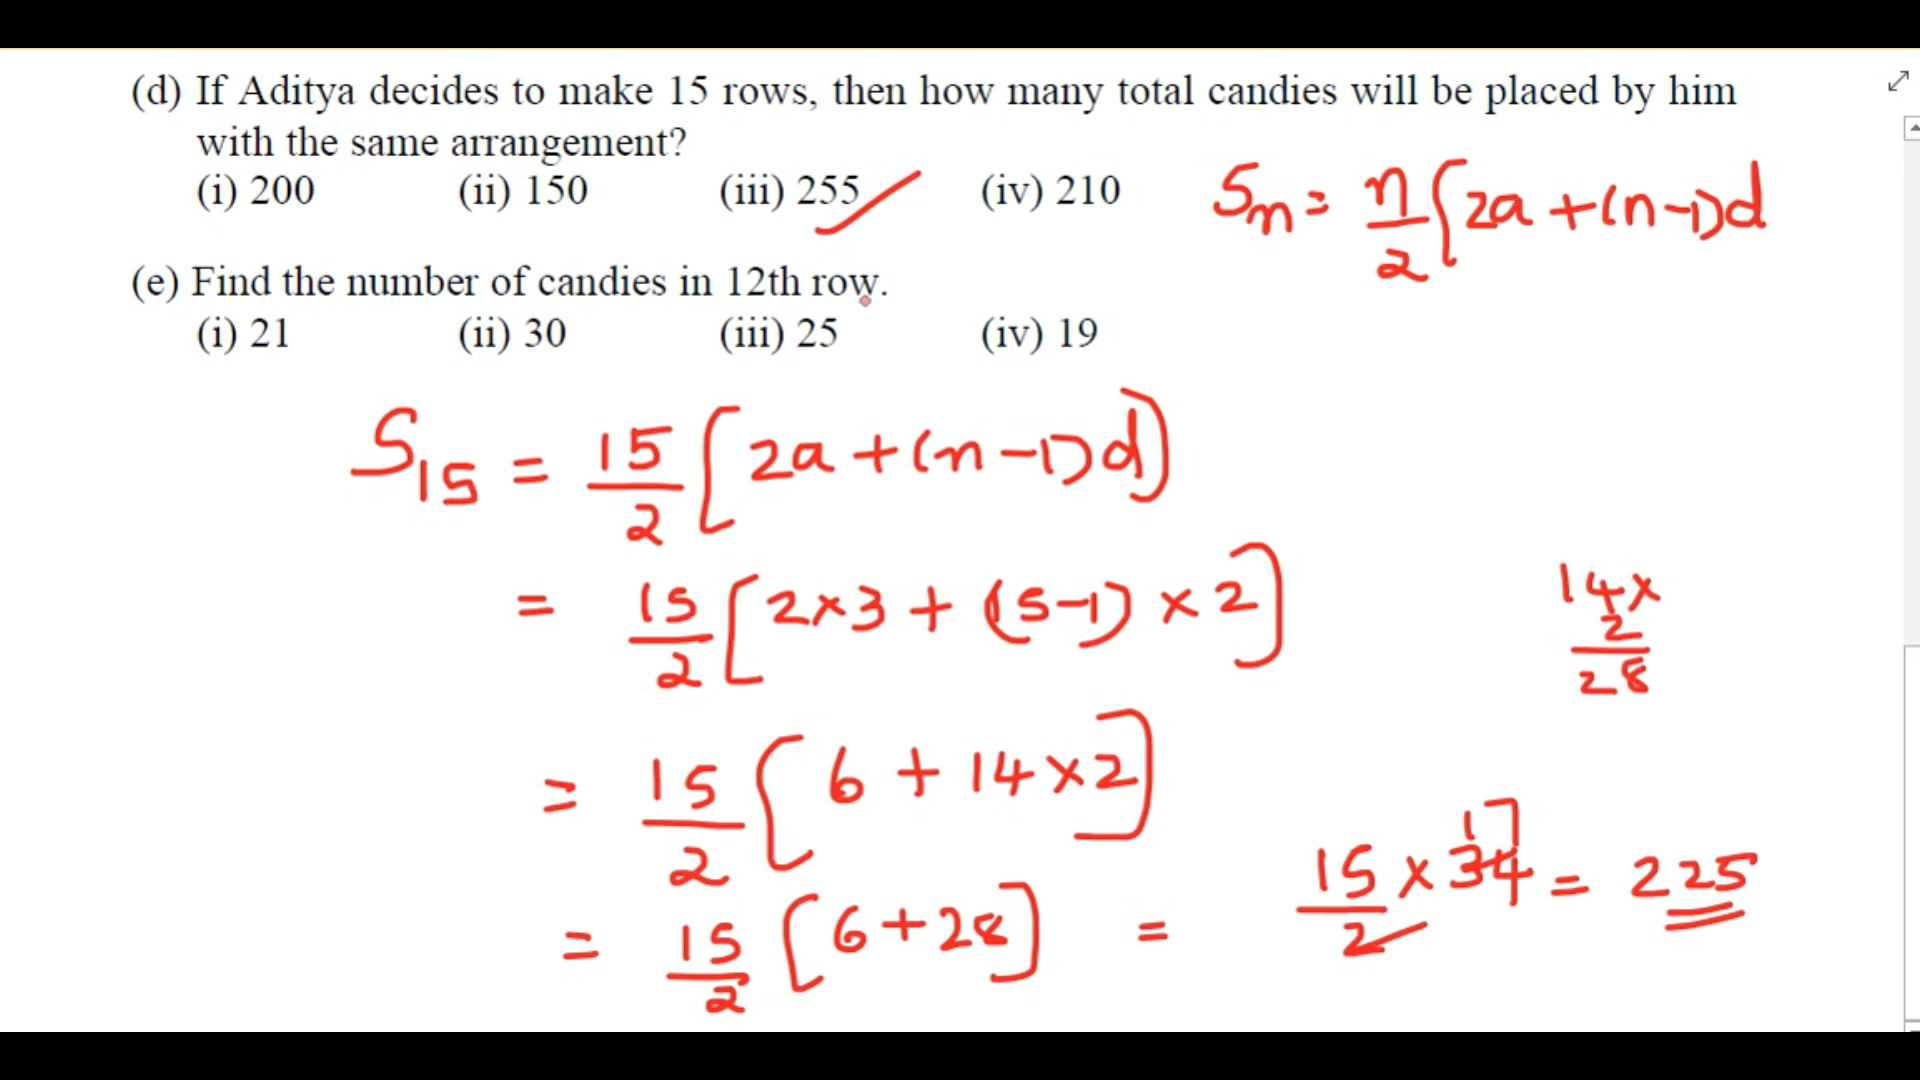 (d) If Aditya decides to make 15 rows, then how many total candies will be placed by him
with the same arrangement?
(i) 200 (ii) 150 (iii) 255 (iv) 210
Sn = n/2 [2a + (n-1)d
(e) Find the number of candies in 12th row.
(i) 21 (ii) 30 (iii) 25 (iv) 19
S15 = 15/2 [2a + (n-1)d]
= 15/2 [2×3 + (15-1) × 2]
14×
2
28
= 15/2 [6 + 14×2]
= 15/2 [6+28] = 15/2 × 34 17 = 225